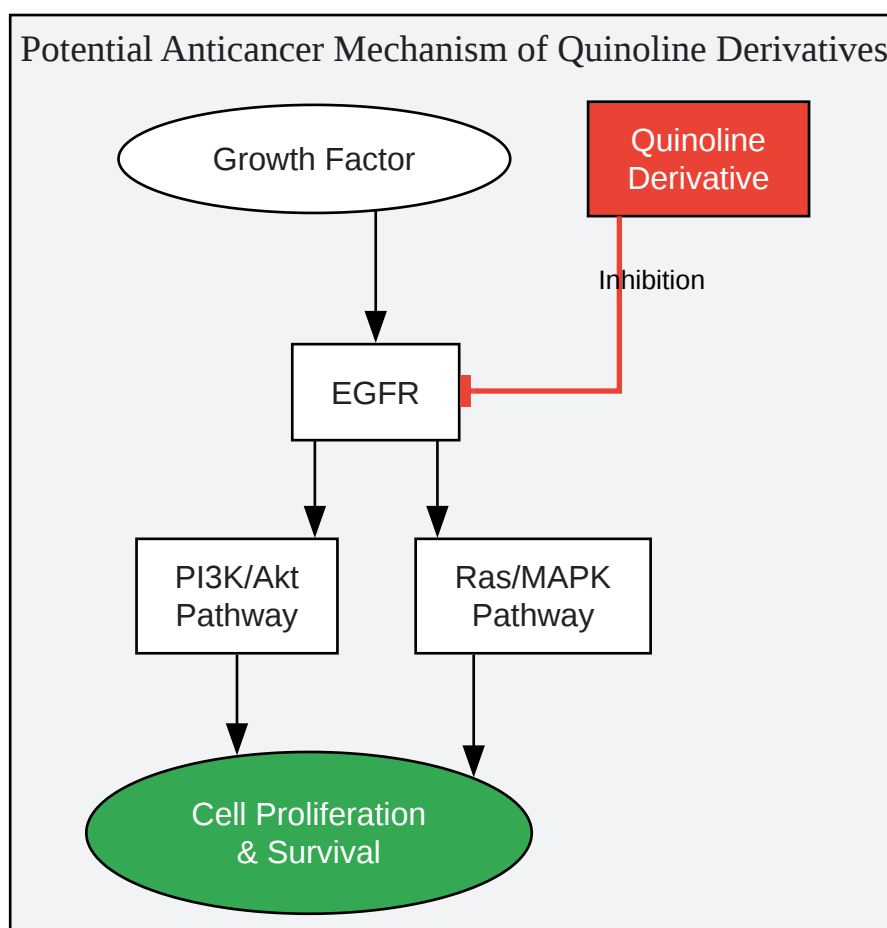 Potential Anticancer Mechanism of Quinoline Derivatives
Growth Factor
Quinoline
Derivative
Inhibition
EGFR
PI3K/Akt
Pathway
Ras/MAPK
Pathway
Cell Proliferation
& Survival